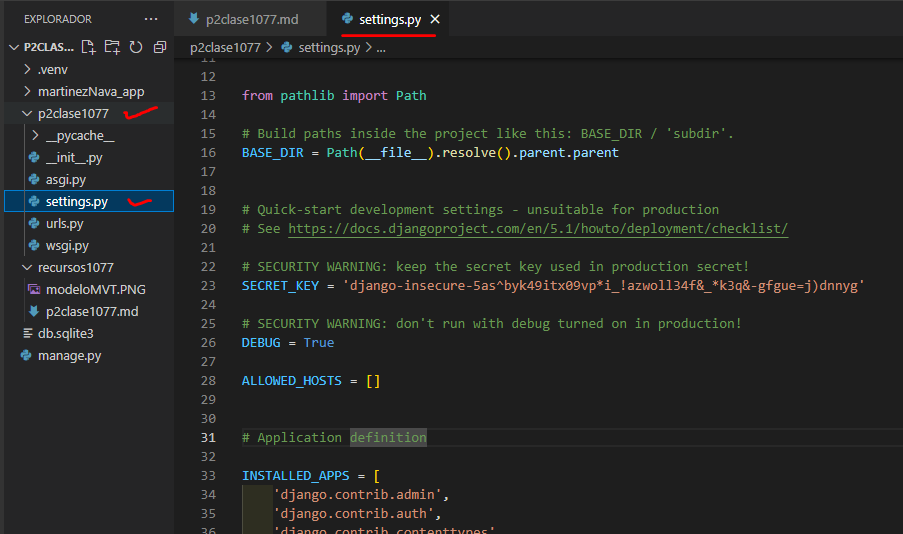 EXPLORADOR ...
P2CLAS...
.venv
martinezNava_app
p2clase1077
__pycache__
__init__.py
asgi.py
settings.py
urls.py
wsgi.py
recursos1077
modeloMVT.PNG
p2clase1077.md
db.sqlite3
manage.py
p2clase1077.md settings.py
p2clase1077 > settings.py > ...
11
12
13 from pathlib import Path
14
15 # Build paths inside the project like this: BASE_DIR / 'subdir'.
16 BASE_DIR = Path(__file__).resolve().parent.parent
17
18
19 # Quick-start development settings - unsuitable for production
20 # See https://docs.djangoproject.com/en/5.1/howto/deployment/checklist/
21
22 # SECURITY WARNING: keep the secret key used in production secret!
23 SECRET_KEY = 'django-insecure-5as^byk49itx09vp*i_!azwoll34f&_*k3q&-gfgue=j)dnnyg'
24
25 # SECURITY WARNING: don't run with debug turned on in production!
26 DEBUG = True
27
28 ALLOWED_HOSTS = []
29
30
31 # Application definition
32
33 INSTALLED_APPS = [
34 'django.contrib.admin',
35 'django.contrib.auth',
36 'django.contrib.contenttypes'